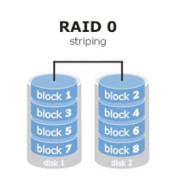 RAID 0
striping
block 1 block 2
block 3 block 4
block 5 block 6
block 7 block 8
disk 1 disk 2